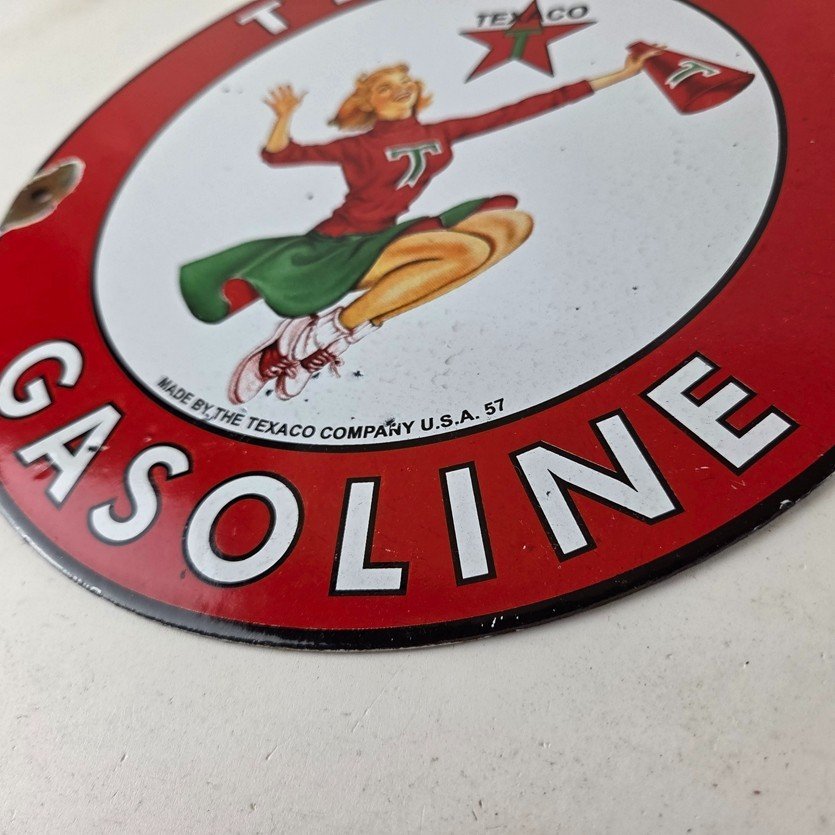 TEXACO
T
T
T
MADE BY THE TEXACO COMPANY U.S.A. 57
GASOLINE